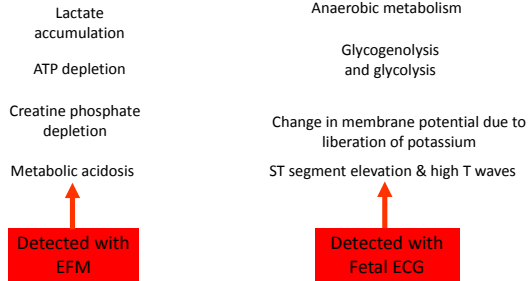 Lactate
accumulation
ATP depletion
Creatine phosphate
depletion
Metabolic acidosis
Detected with
EFM
Anaerobic metabolism
Glycogenolysis
and glycolysis
Change in membrane potential due to
liberation of potassium
ST segment elevation & high T waves
Detected with
Fetal ECG